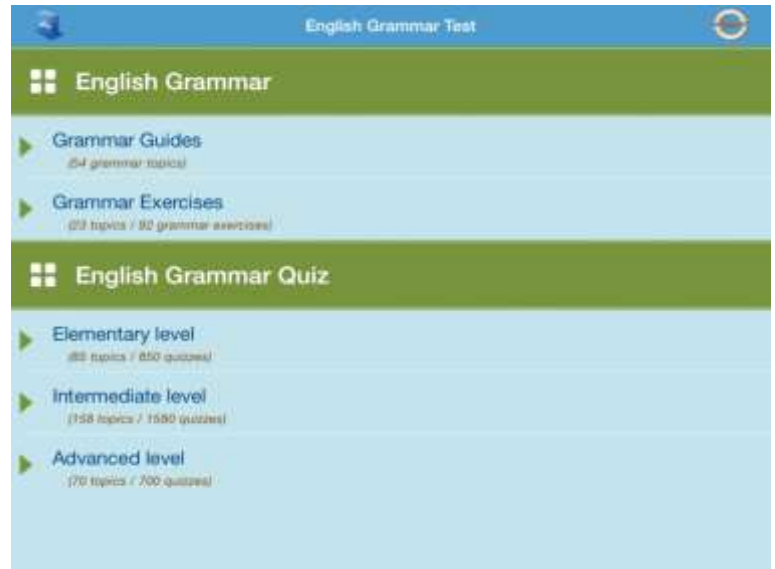 English Grammar Test
English Grammar
Grammar Guides
(54 grammar topics)
Grammar Exercises
(23 topics / 92 grammar exercises)
English Grammar Quiz
Elementary level
(85 topics / 850 quizzes)
Intermediate level
(158 topics / 1580 quizzes)
Advanced level
(70 topics / 700 quizzes)